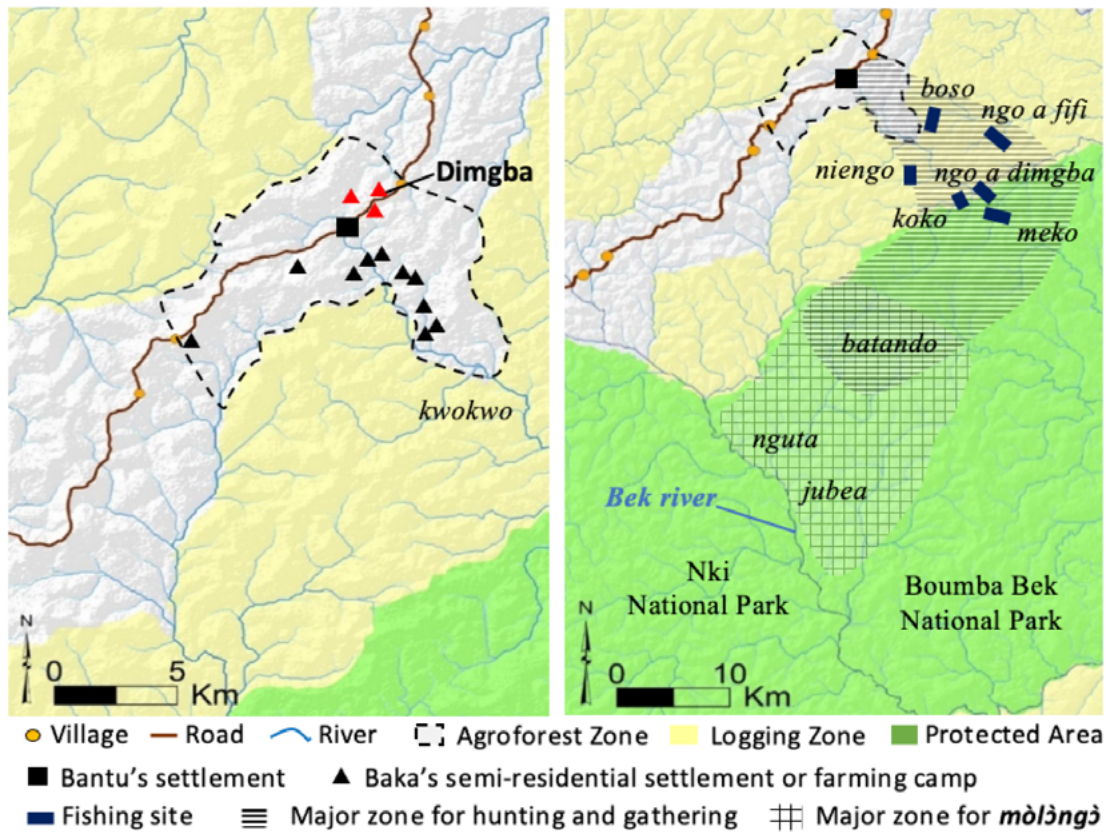 Dimgba
kwokwo
N
0 5
Km
boso
ngo a fifi
niengo
ngo a dimgba
koko
meko
batando
nguta
jubea
Bek river
Nki
National Park
Boumba Bek
National Park
N
0 10
Km
Village Road River Agroforest Zone Logging Zone Protected Area
Bantu's settlement Baka's semi-residential settlement or farming camp
Fishing site Major zone for hunting and gathering Major zone for mòlɔ̀ngɔ̀